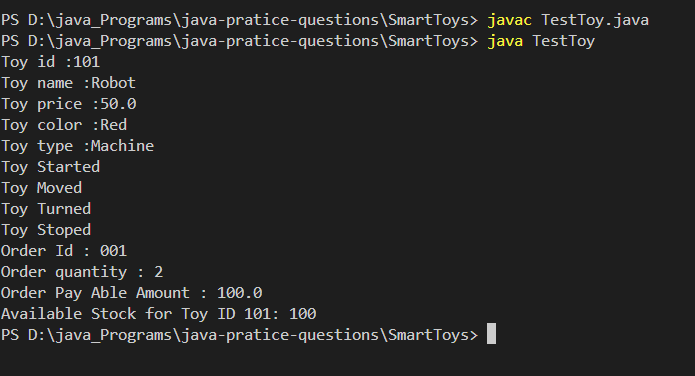 PS D:\java_Programs\java-pratice-questions\SmartToys> javac TestToy.java
PS D:\java_Programs\java-pratice-questions\SmartToys> java TestToy
Toy id :101
Toy name :Robot
Toy price :50.0
Toy color :Red
Toy type :Machine
Toy Started
Toy Moved
Toy Turned
Toy Stoped
Order Id : 001
Order quantity : 2
Order Pay Able Amount : 100.0
Available Stock for Toy ID 101: 100
PS D:\java_Programs\java-pratice-questions\SmartToys>